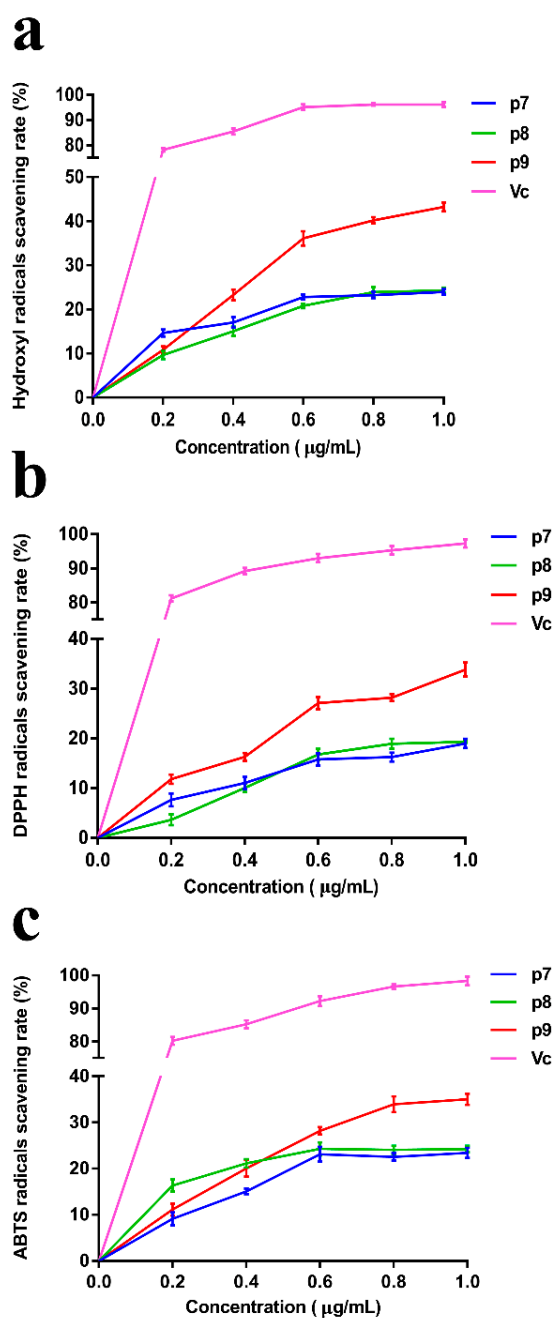 a
Hydroxyl radicals scavening rate (%)
100
90
80
50
40
30
20
10
0
0.0 0.2 0.4 0.6 0.8 1.0
Concentration ( μg/mL)
p7
p8
p9
Vc
b
DPPH radicals scavening rate (%)
100
90
80
40
30
20
10
0
0.0 0.2 0.4 0.6 0.8 1.0
Concentration ( μg/mL)
p7
p8
p9
Vc
c
ABTS radicals scavening rate (%)
100
80
40
30
20
10
0
0.0 0.2 0.4 0.6 0.8 1.0
Concentration ( μg/mL)
p7
p8
p9
Vc